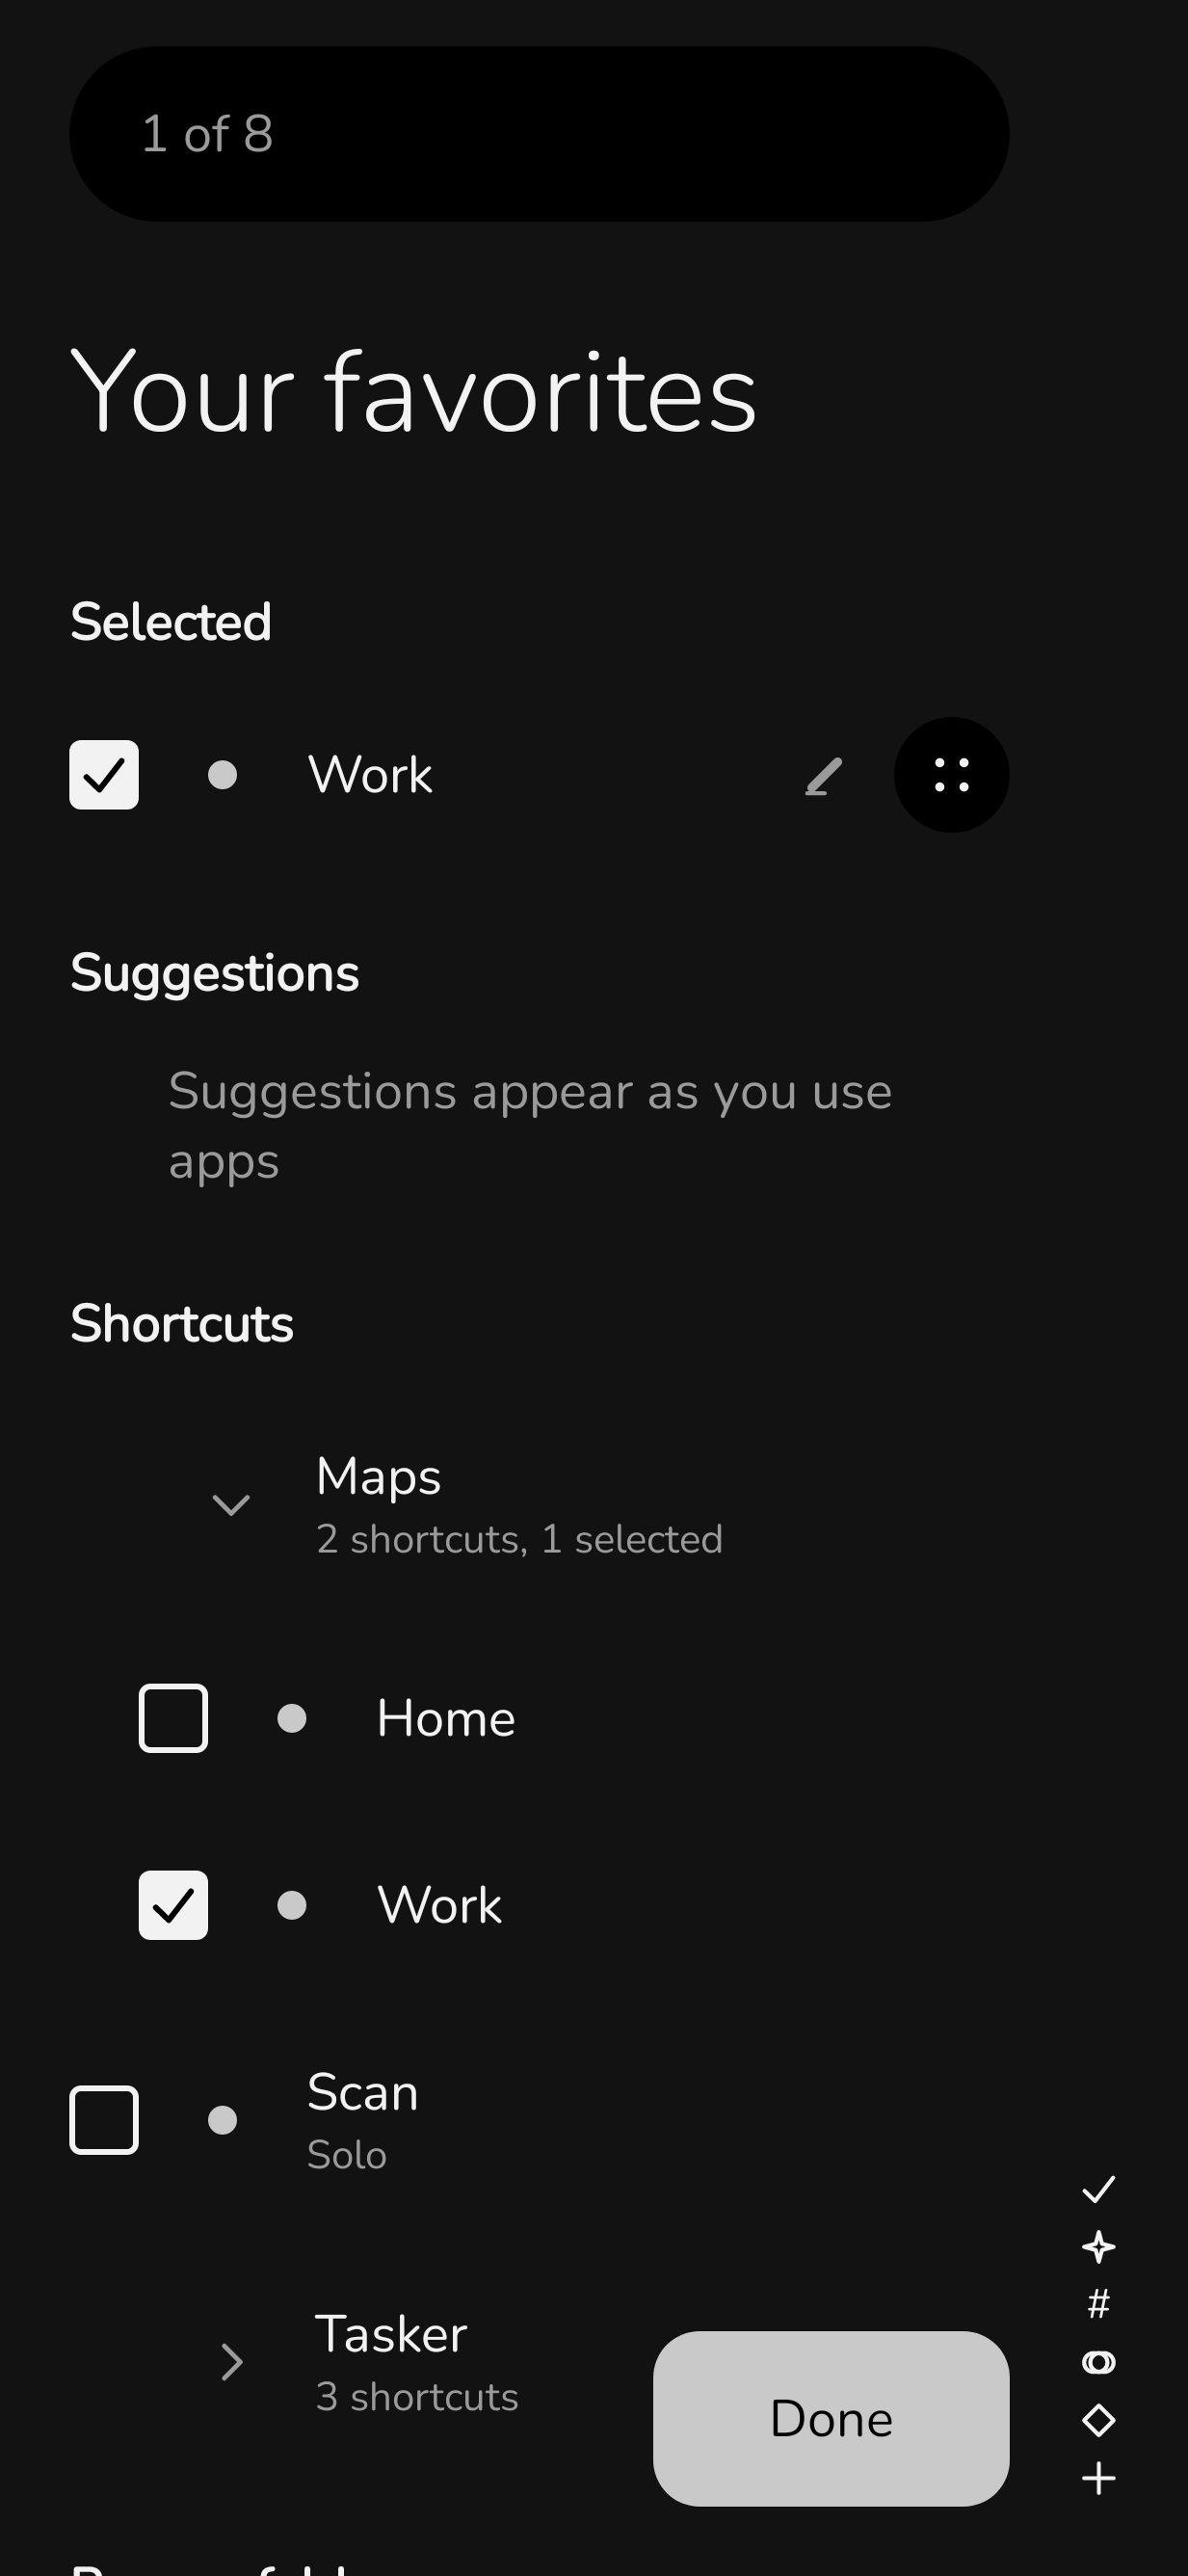 1 of 8
Your favorites
Selected
Work
Suggestions
Suggestions appear as you use
apps
Shortcuts
Maps
2 shortcuts, 1 selected
Home
Work
Scan
Solo
#
Tasker
3 shortcuts
Done